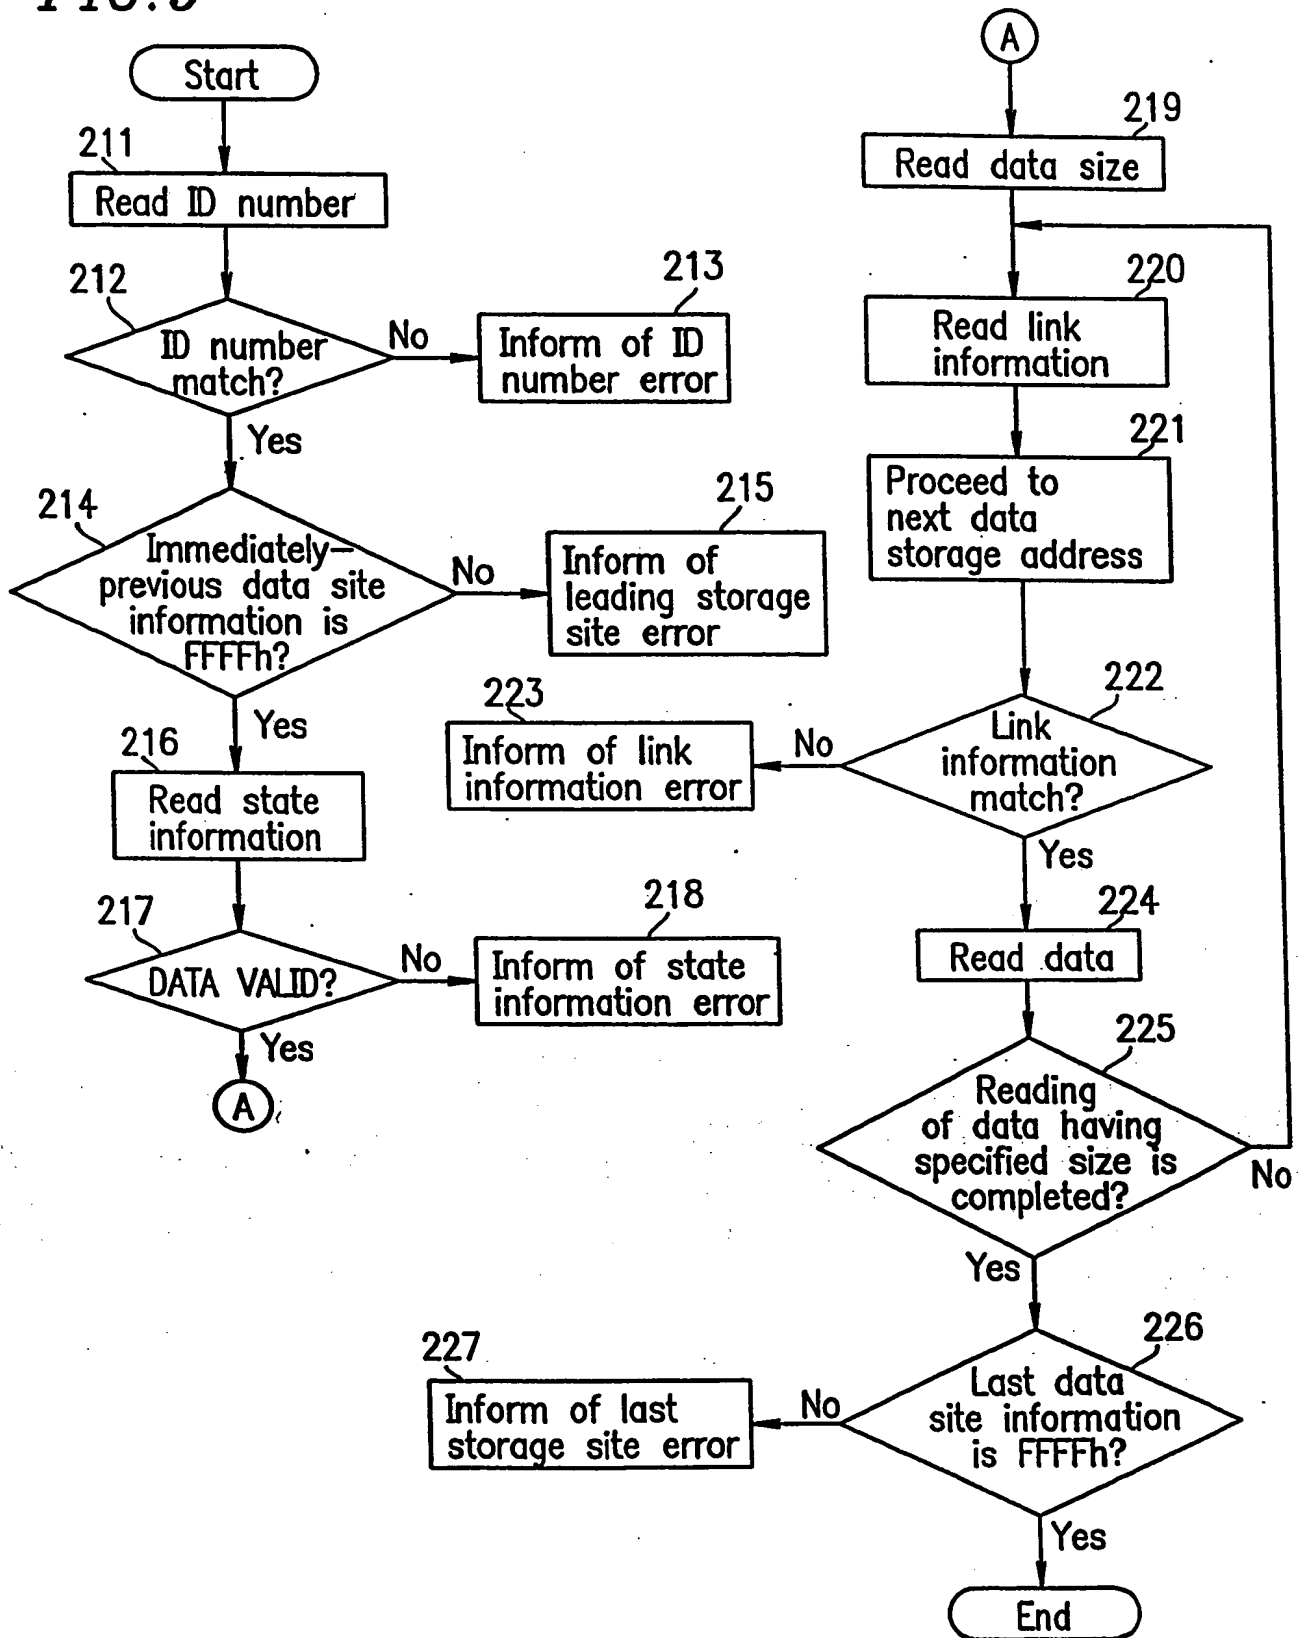 Start
211
Read ID number
212
ID number
match?
No
213
Inform of ID
number error
Yes
214
Immediately-
previous data site
information is
FFFFh?
No
215
Inform of
leading storage
site error
Yes
216
Read state
information
217
DATA VALID?
No
218
Inform of state
information error
Yes
A
A
219
Read data size
220
Read link
information
221
Proceed to
next data
storage address
222
Link
information
match?
No
223
Inform of link
information error
Yes
224
Read data
225
Reading
of data having
specified size is
completed?
No
Yes
226
Last data
site information
is FFFFh?
No
227
Inform of last
storage site error
Yes
End